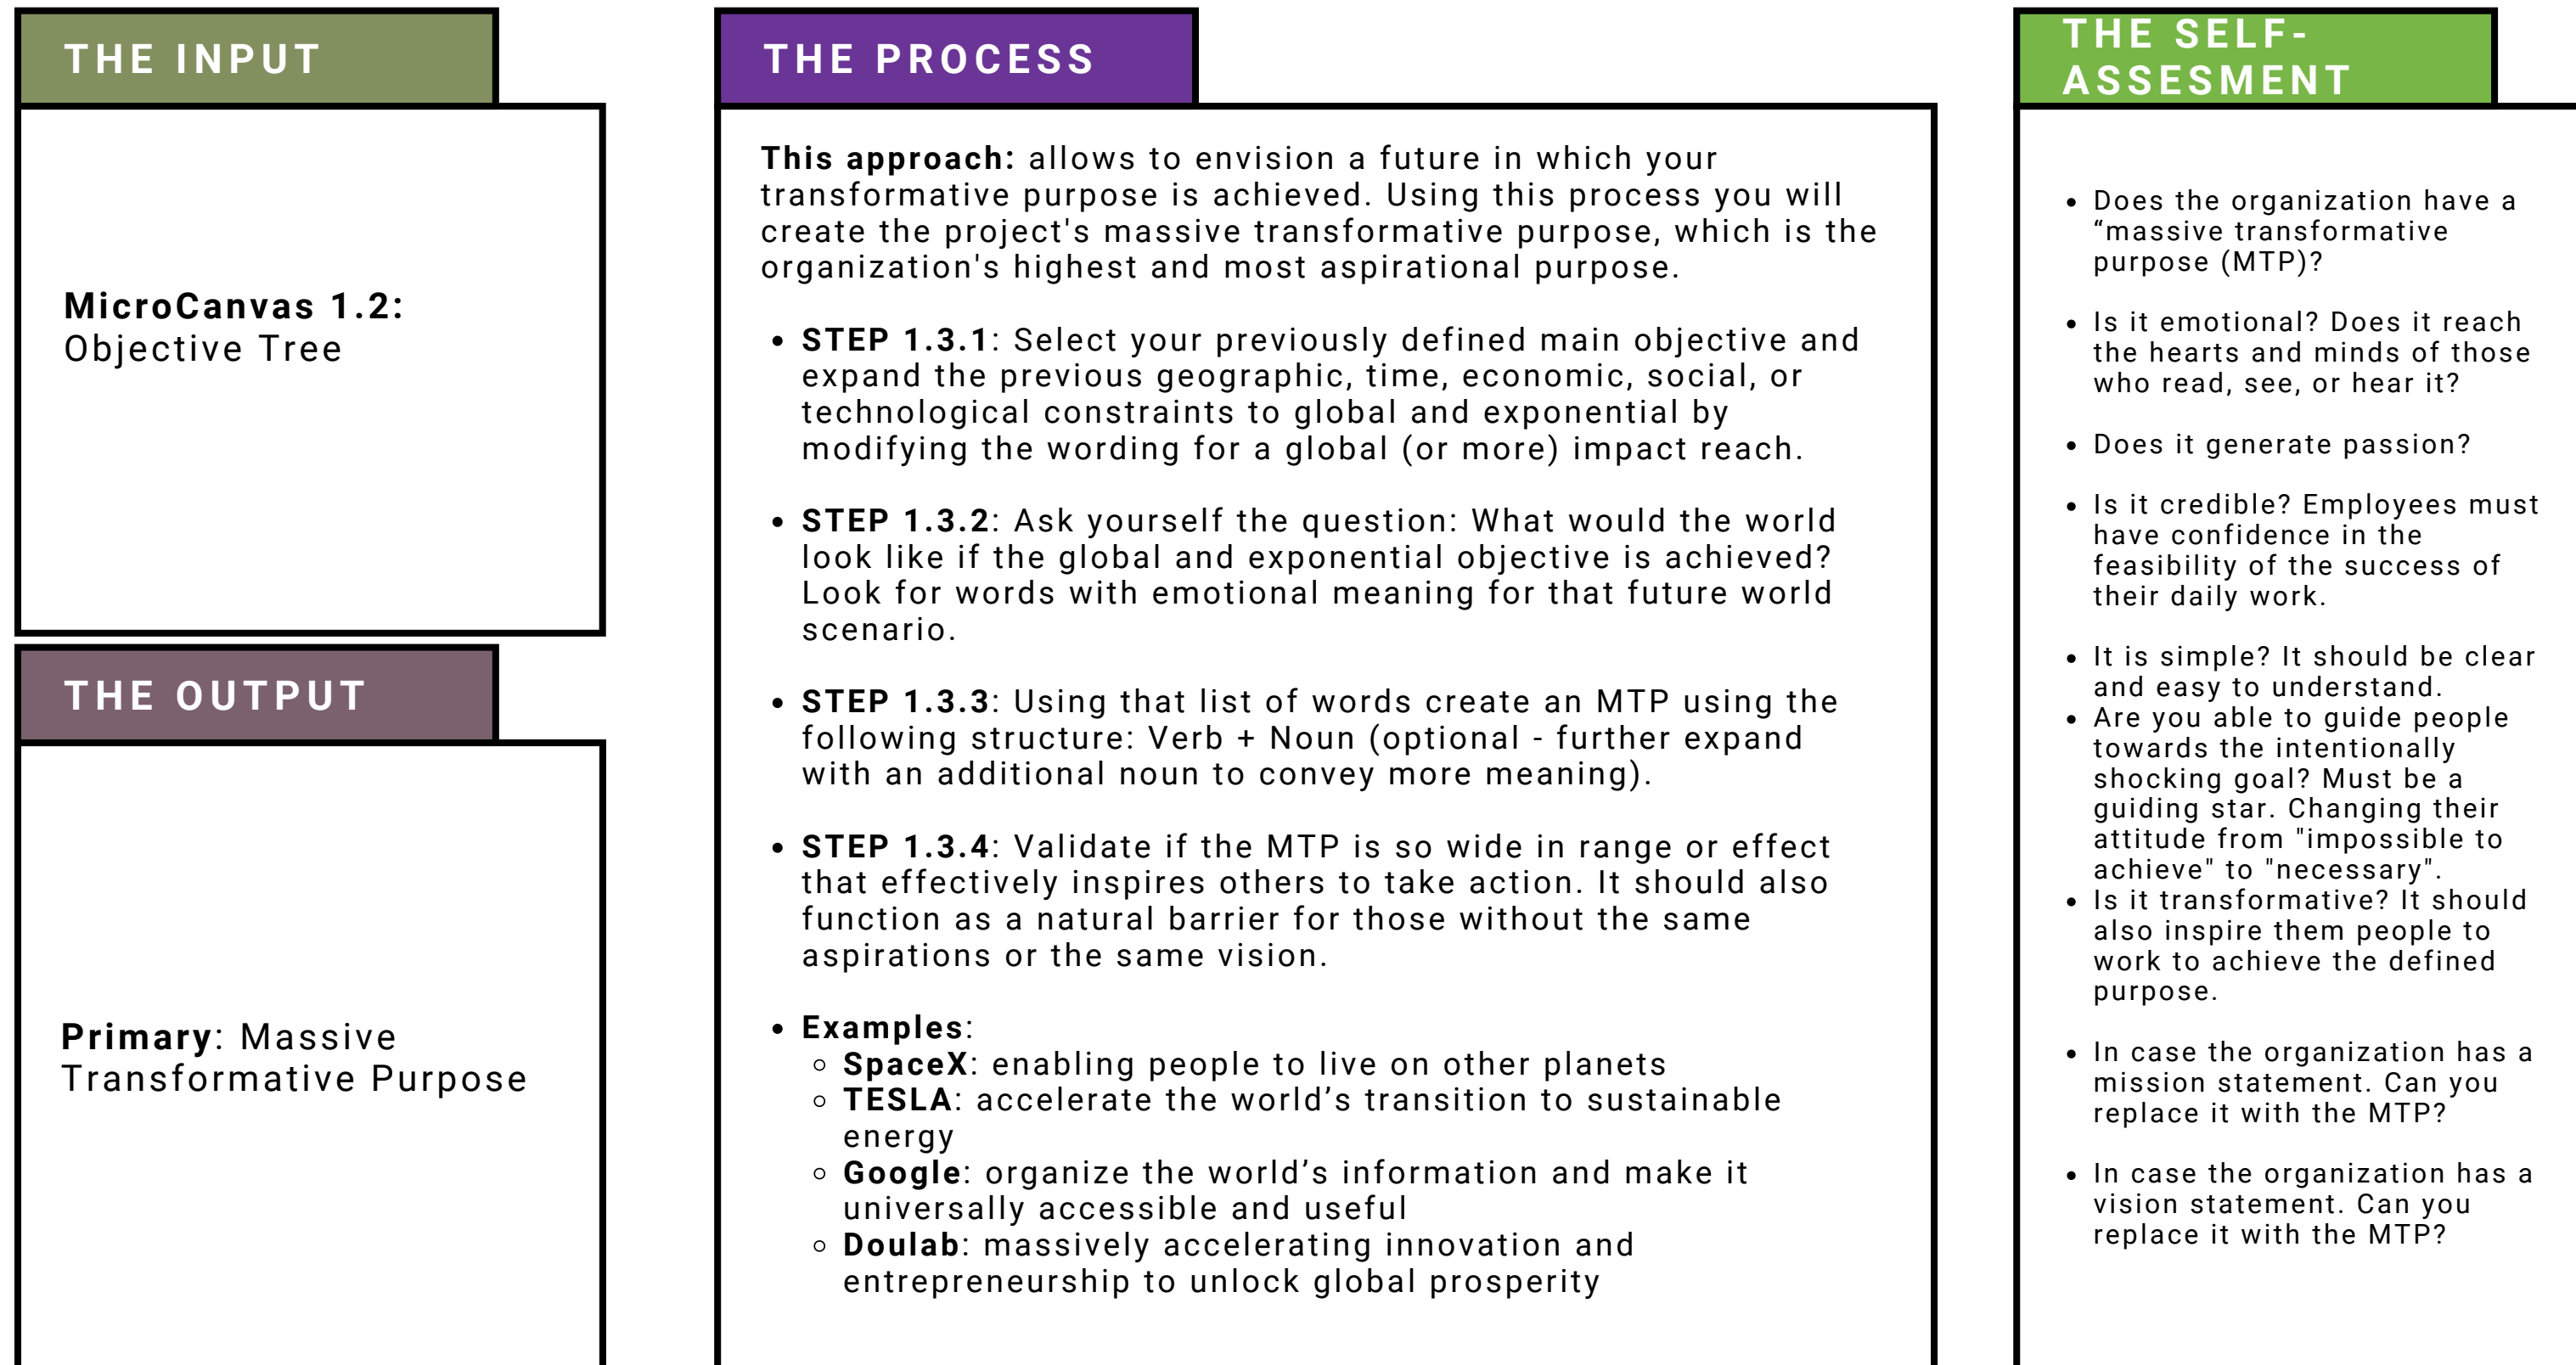 THE INPUT
MicroCanvas 1.2:
Objective Tree
THE OUTPUT
Primary: Massive
Transformative Purpose
THE PROCESS
This approach: allows to envision a future in which your
transformative purpose is achieved. Using this process you will
create the project's massive transformative purpose, which is the
organization's highest and most aspirational purpose.
• STEP 1.3.1: Select your previously defined main objective and
expand the previous geographic, time, economic, social, or
technological constraints to global and exponential by
modifying the wording for a global (or more) impact reach.
• STEP 1.3.2: Ask yourself the question: What would the world
look like if the global and exponential objective is achieved?
Look for words with emotional meaning for that future world
scenario.
• STEP 1.3.3: Using that list of words create an MTP using the
following structure: Verb + Noun (optional - further expand
with an additional noun to convey more meaning).
• STEP 1.3.4: Validate if the MTP is so wide in range or effect
that effectively inspires others to take action. It should also
function as a natural barrier for those without the same
aspirations or the same vision.
• Examples:
◦ SpaceX: enabling people to live on other planets
◦ TESLA: accelerate the world’s transition to sustainable
energy
◦ Google: organize the world’s information and make it
universally accessible and useful
◦ Doulab: massively accelerating innovation and
entrepreneurship to unlock global prosperity
THE SELF-
ASSESMENT
• Does the organization have a
“massive transformative
purpose (MTP)?
• Is it emotional? Does it reach
the hearts and minds of those
who read, see, or hear it?
• Does it generate passion?
• Is it credible? Employees must
have confidence in the
feasibility of the success of
their daily work.
• It is simple? It should be clear
and easy to understand.
• Are you able to guide people
towards the intentionally
shocking goal? Must be a
guiding star. Changing their
attitude from "impossible to
achieve" to "necessary".
• Is it transformative? It should
also inspire them people to
work to achieve the defined
purpose.
• In case the organization has a
mission statement. Can you
replace it with the MTP?
• In case the organization has a
vision statement. Can you
replace it with the MTP?